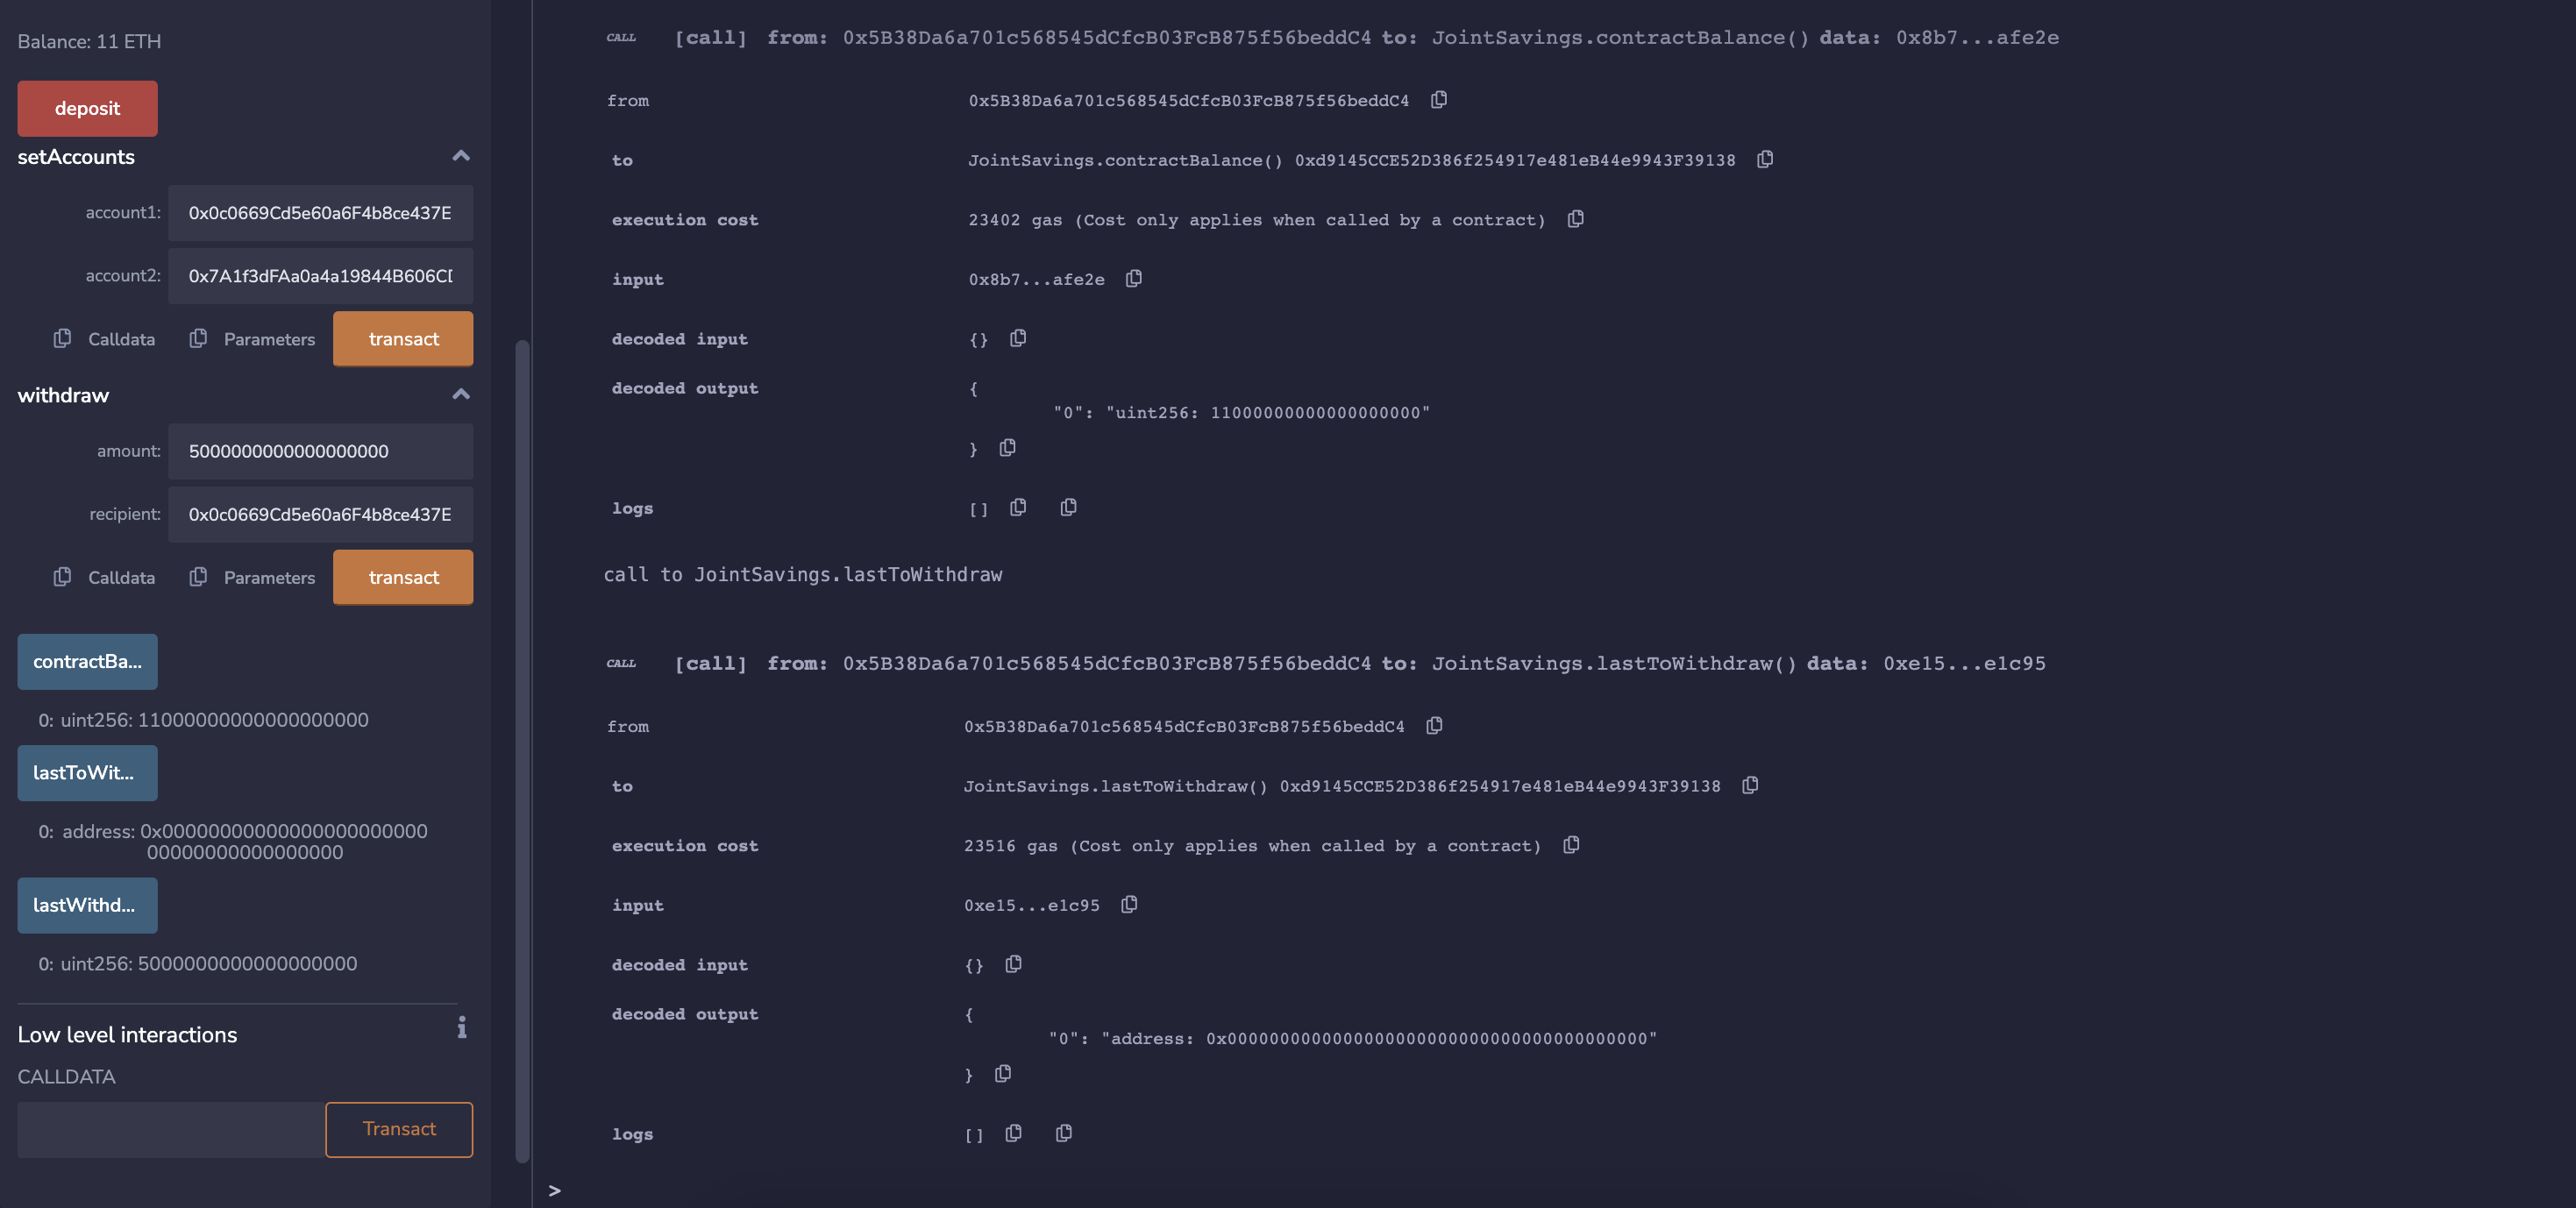 Balance: 11 ETH
deposit
setAccounts
account1: 0x0c0669Cd5e60a6F4b8ce437E
account2: 0x7A1f3dFAa0a4a19844B606CD
Calldata Parameters transact
withdraw
amount: 5000000000000000000
recipient: 0x0c0669Cd5e60a6F4b8ce437E
Calldata Parameters transact
contractBa...
0: uint256: 11000000000000000000
lastToWit...
0: address: 0x00000000000000000000000
00000000000000000
lastWithd...
0: uint256: 5000000000000000000
Low level interactions
i
CALLDATA
Transact
CALL [call] from: 0x5B38Da6a701c568545dCfcB03FcB875f56beddC4 to: JointSavings.contractBalance() data: 0x8b7...afe2e
from 0x5B38Da6a701c568545dCfcB03FcB875f56beddC4
to JointSavings.contractBalance() 0xd9145CCE52D386f254917e481eB44e9943F39138
execution cost 23402 gas (Cost only applies when called by a contract)
input 0x8b7...afe2e
decoded input {}
decoded output {
"0": "uint256: 11000000000000000000"
}
logs []
call to JointSavings.lastToWithdraw
CALL [call] from: 0x5B38Da6a701c568545dCfcB03FcB875f56beddC4 to: JointSavings.lastToWithdraw() data: 0xe15...e1c95
from 0x5B38Da6a701c568545dCfcB03FcB875f56beddC4
to JointSavings.lastToWithdraw() 0xd9145CCE52D386f254917e481eB44e9943F39138
execution cost 23516 gas (Cost only applies when called by a contract)
input 0xe15...e1c95
decoded input {}
decoded output {
"0": "address: 0x0000000000000000000000000000000000000000"
}
logs []
>